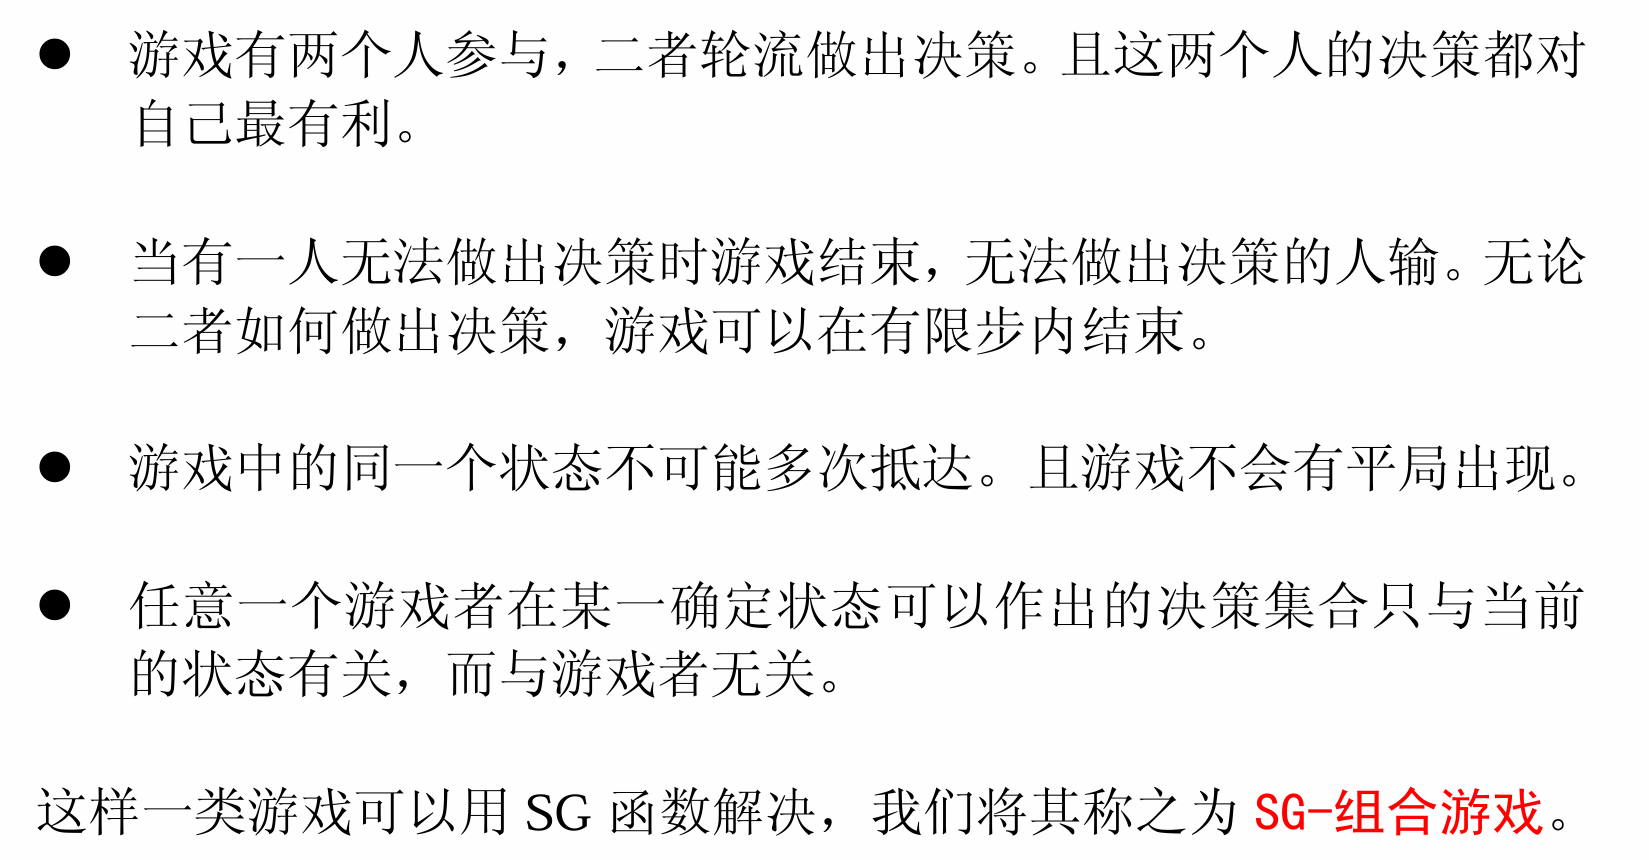 ● 游戏有两个人参与，二者轮流做出决策。且这两个人的决策都对
自己最有利。
● 当有一人无法做出决策时游戏结束，无法做出决策的人输。无论
二者如何做出决策，游戏可以在有限步内结束。
● 游戏中的同一个状态不可能多次抵达。且游戏不会有平局出现。
● 任意一个游戏者在某一确定状态可以作出的决策集合只与当前
的状态有关，而与游戏者无关。
这样一类游戏可以用 SG 函数解决，我们将其称之为 SG-组合游戏。